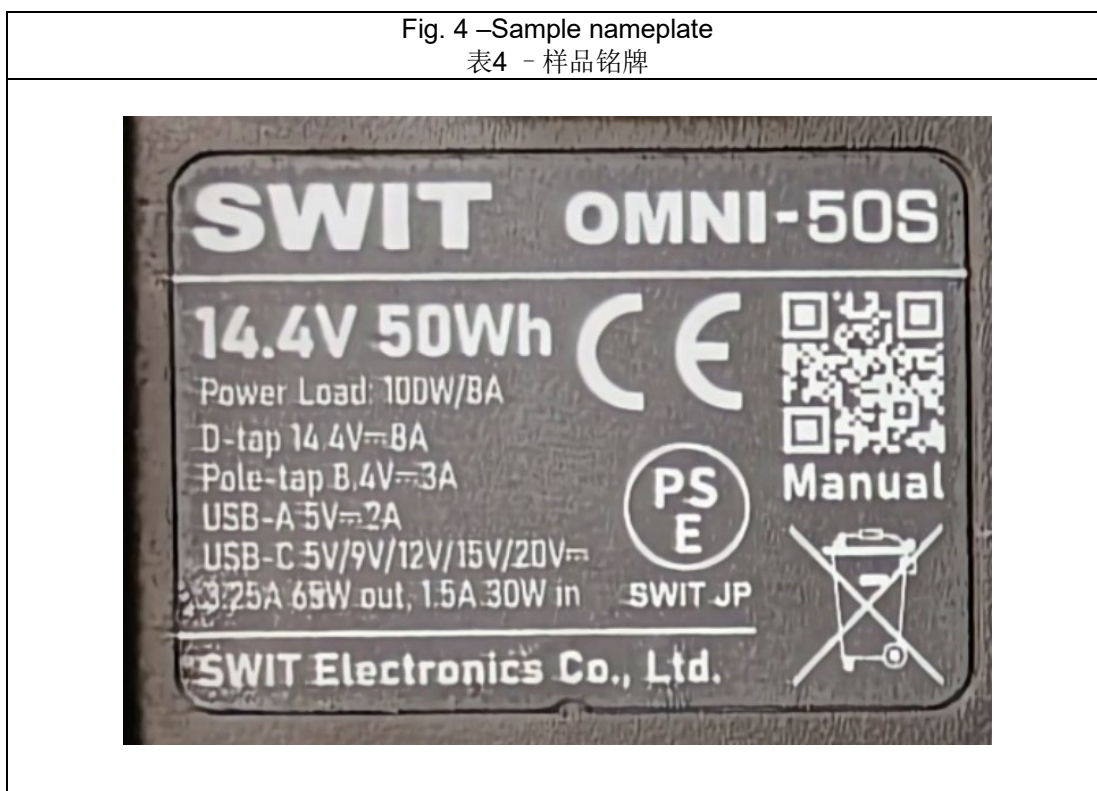 Fig. 4 –Sample nameplate
表4 - 样品铭牌
SWIT OMNI-50S
14.4V 50Wh
CE
Power Load: 100W/8A
D-tap 14.4V⎓8A
Pole-tap 8.4V⎓3A
USB-A 5V⎓2A
USB-C 5V/9V/12V/15V/20V⎓
3.25A 65W out, 1.5A 30W in
Manual
PS
E
SWIT JP
SWIT Electronics Co., Ltd.